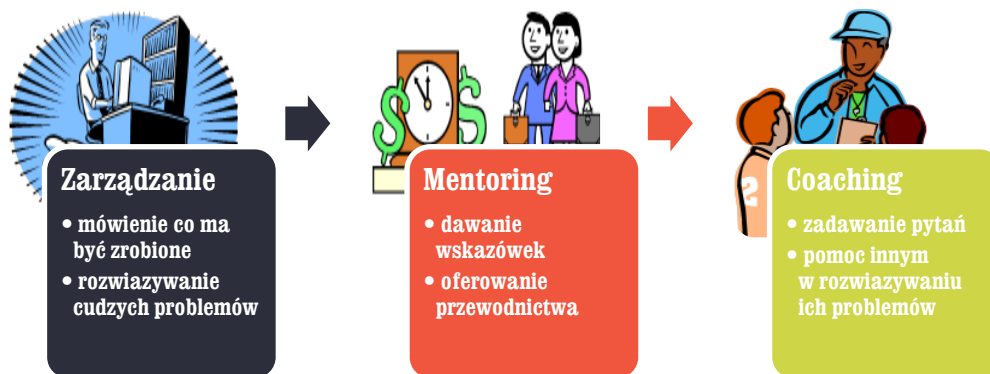 Zarządzanie
• mówienie co ma
być zrobione
• rozwiazywanie
cudzych problemów
Mentoring
• dawanie
wskazówek
• oferowanie
przewodnictwa
Coaching
• zadawanie pytań
• pomoc innym
w rozwiazywaniu
ich problemów
2